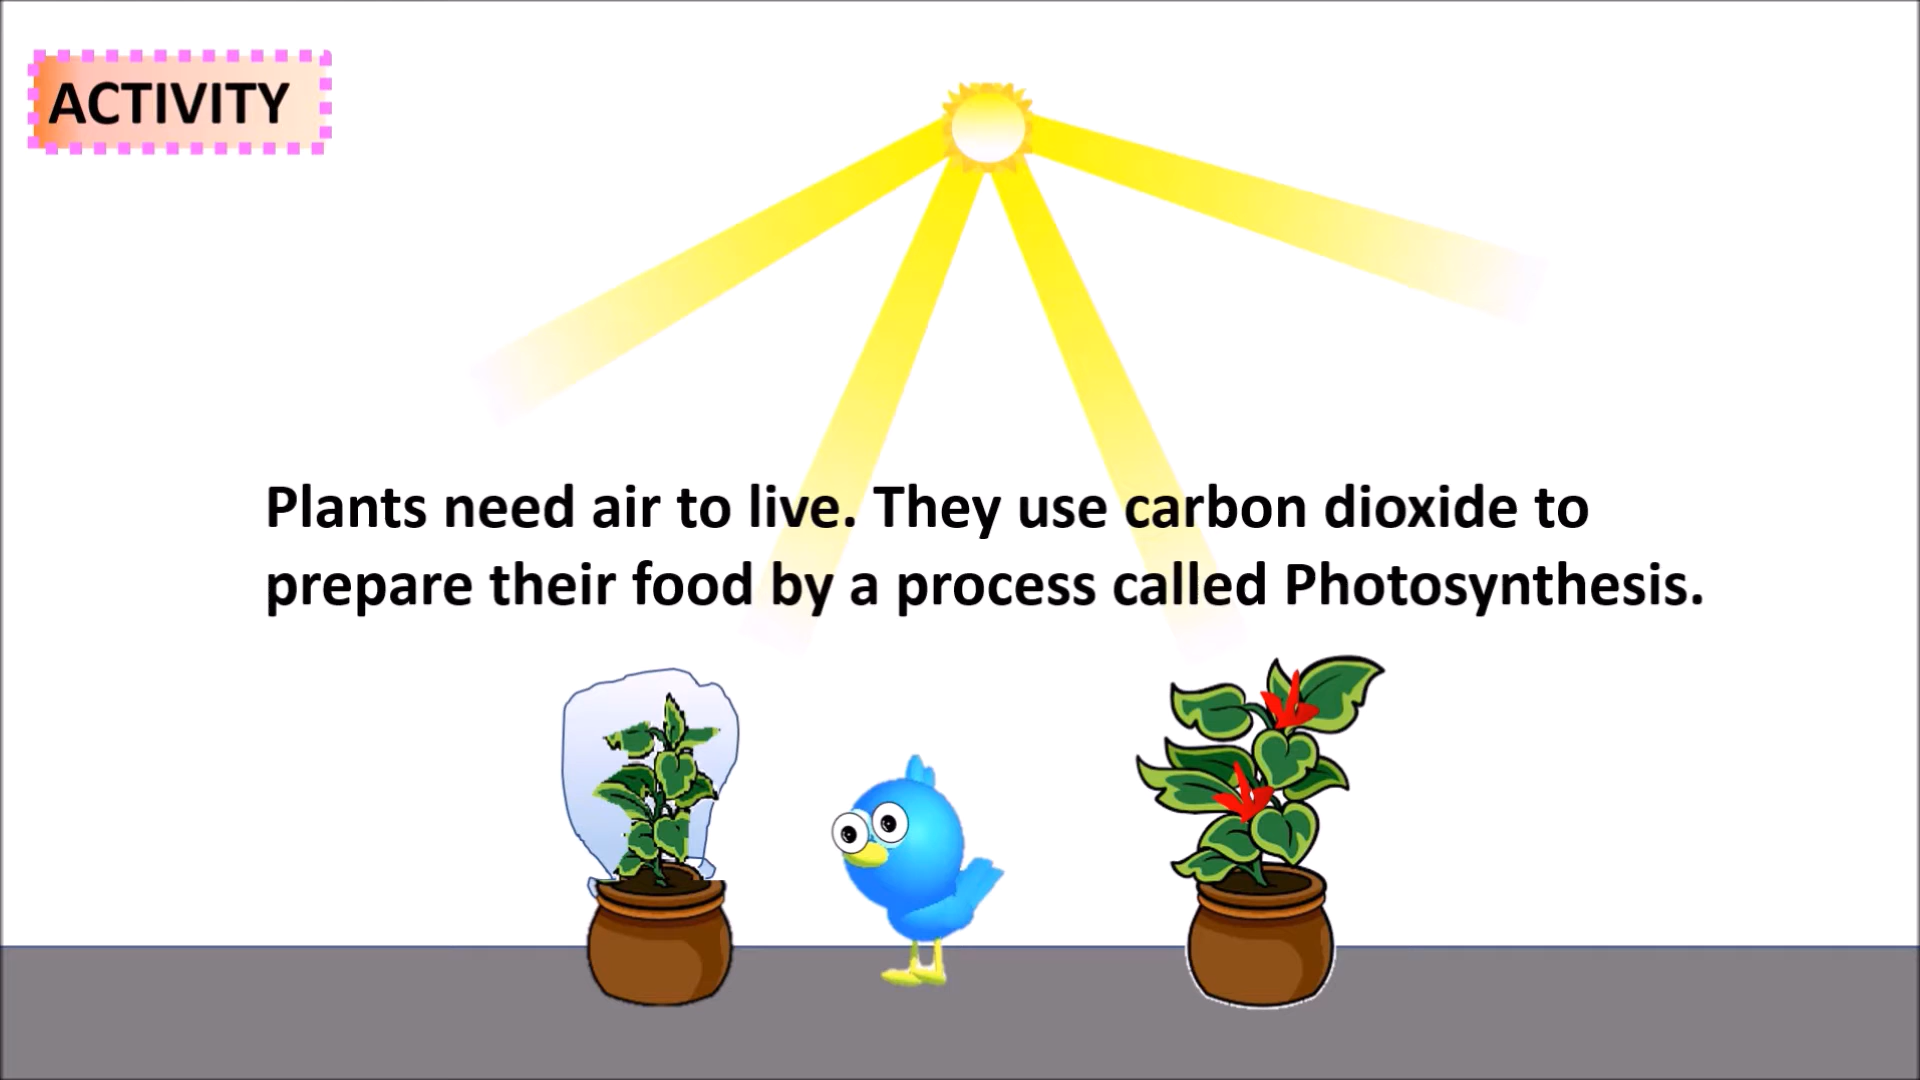 ACTIVITY
Plants need air to live. They use carbon dioxide to
prepare their food by a process called Photosynthesis.